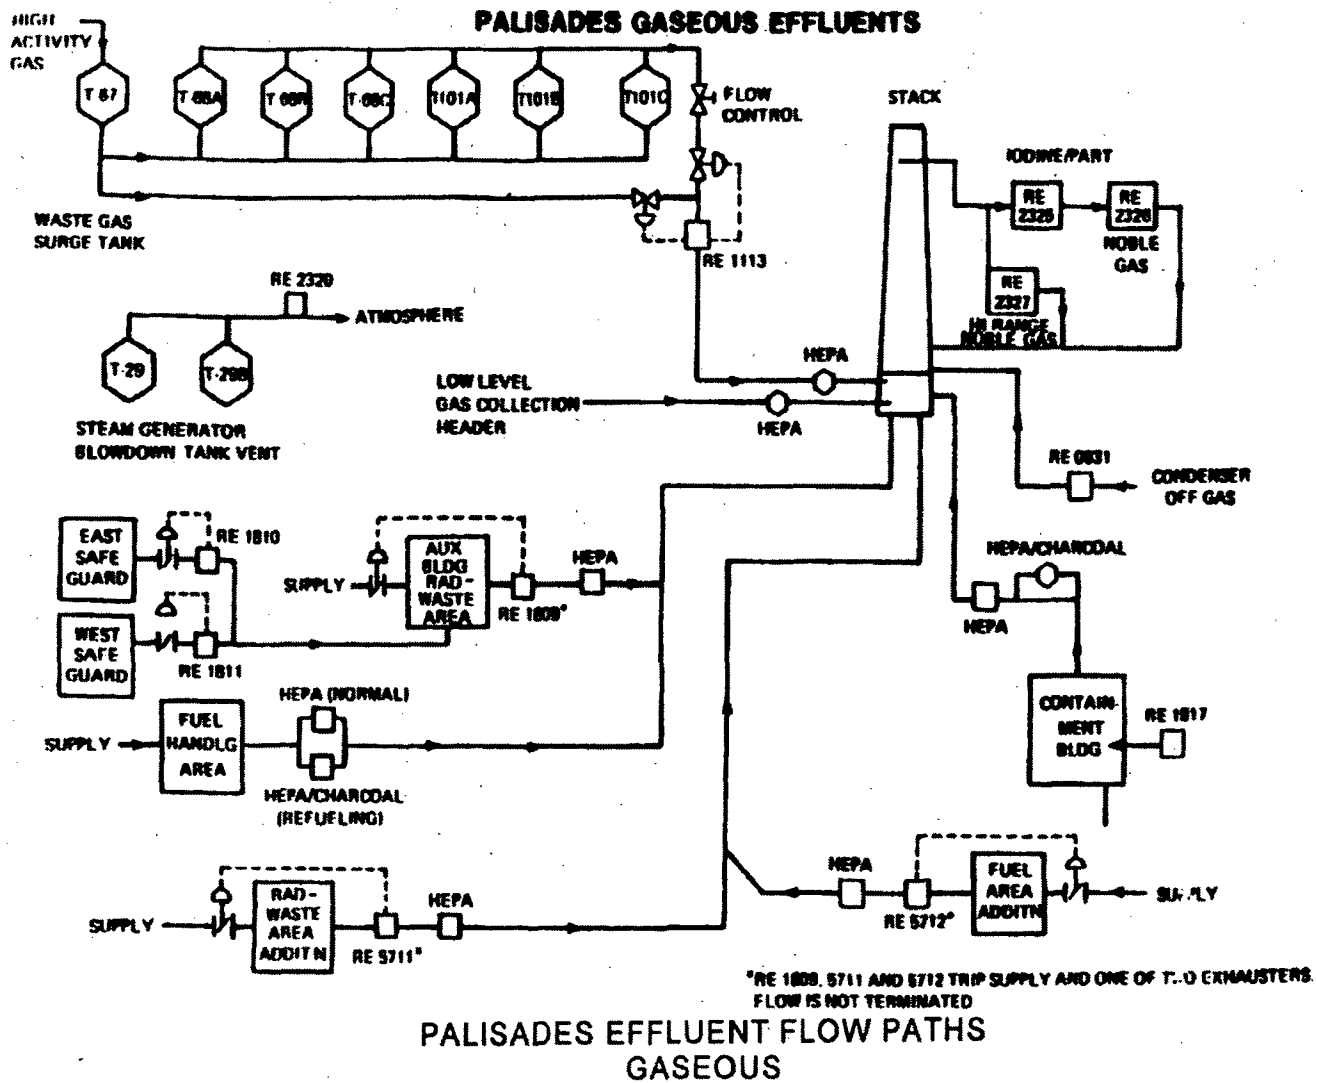 PALISADES GASEOUS EFFLUENTS
HIGH
ACTIVITY
GAS
T-67
T-68A
T-68B
T-68C
T101A
T101B
T101C
FLOW
CONTROL
STACK
IODINE/PART
RE
2325
RE
2326
NOBLE
GAS
RE
2327
HI RANGE
NOBLE GAS
WASTE GAS
SURGE TANK
RE 1113
RE 2320
ATMOSPHERE
T-29
T-29B
STEAM GENERATOR
BLOWDOWN TANK VENT
HEPA
LOW LEVEL
GAS COLLECTION
HEADER
HEPA
RE 0631
CONDENSER
OFF GAS
EAST
SAFE
GUARD
RE 1810
SUPPLY
AUX
BLDG
RAD-
WASTE
AREA
RE 1809*
HEPA
HEPA/CHARCOAL
HEPA
WEST
SAFE
GUARD
RE 1811
HEPA (NORMAL)
SUPPLY
FUEL
HANDLG
AREA
HEPA/CHARCOAL
(REFUELING)
CONTAIN-
MENT
BLDG
RE 1817
SUPPLY
RAD-
WASTE
AREA
ADDIT'N
RE 5711*
HEPA
HEPA
RE 5712*
FUEL
AREA
ADDITN
SUPPLY
*RE 1809, 5711 AND 5712 TRIP SUPPLY AND ONE OF TWO EXHAUSTERS.
FLOW IS NOT TERMINATED
PALISADES EFFLUENT FLOW PATHS
GASEOUS